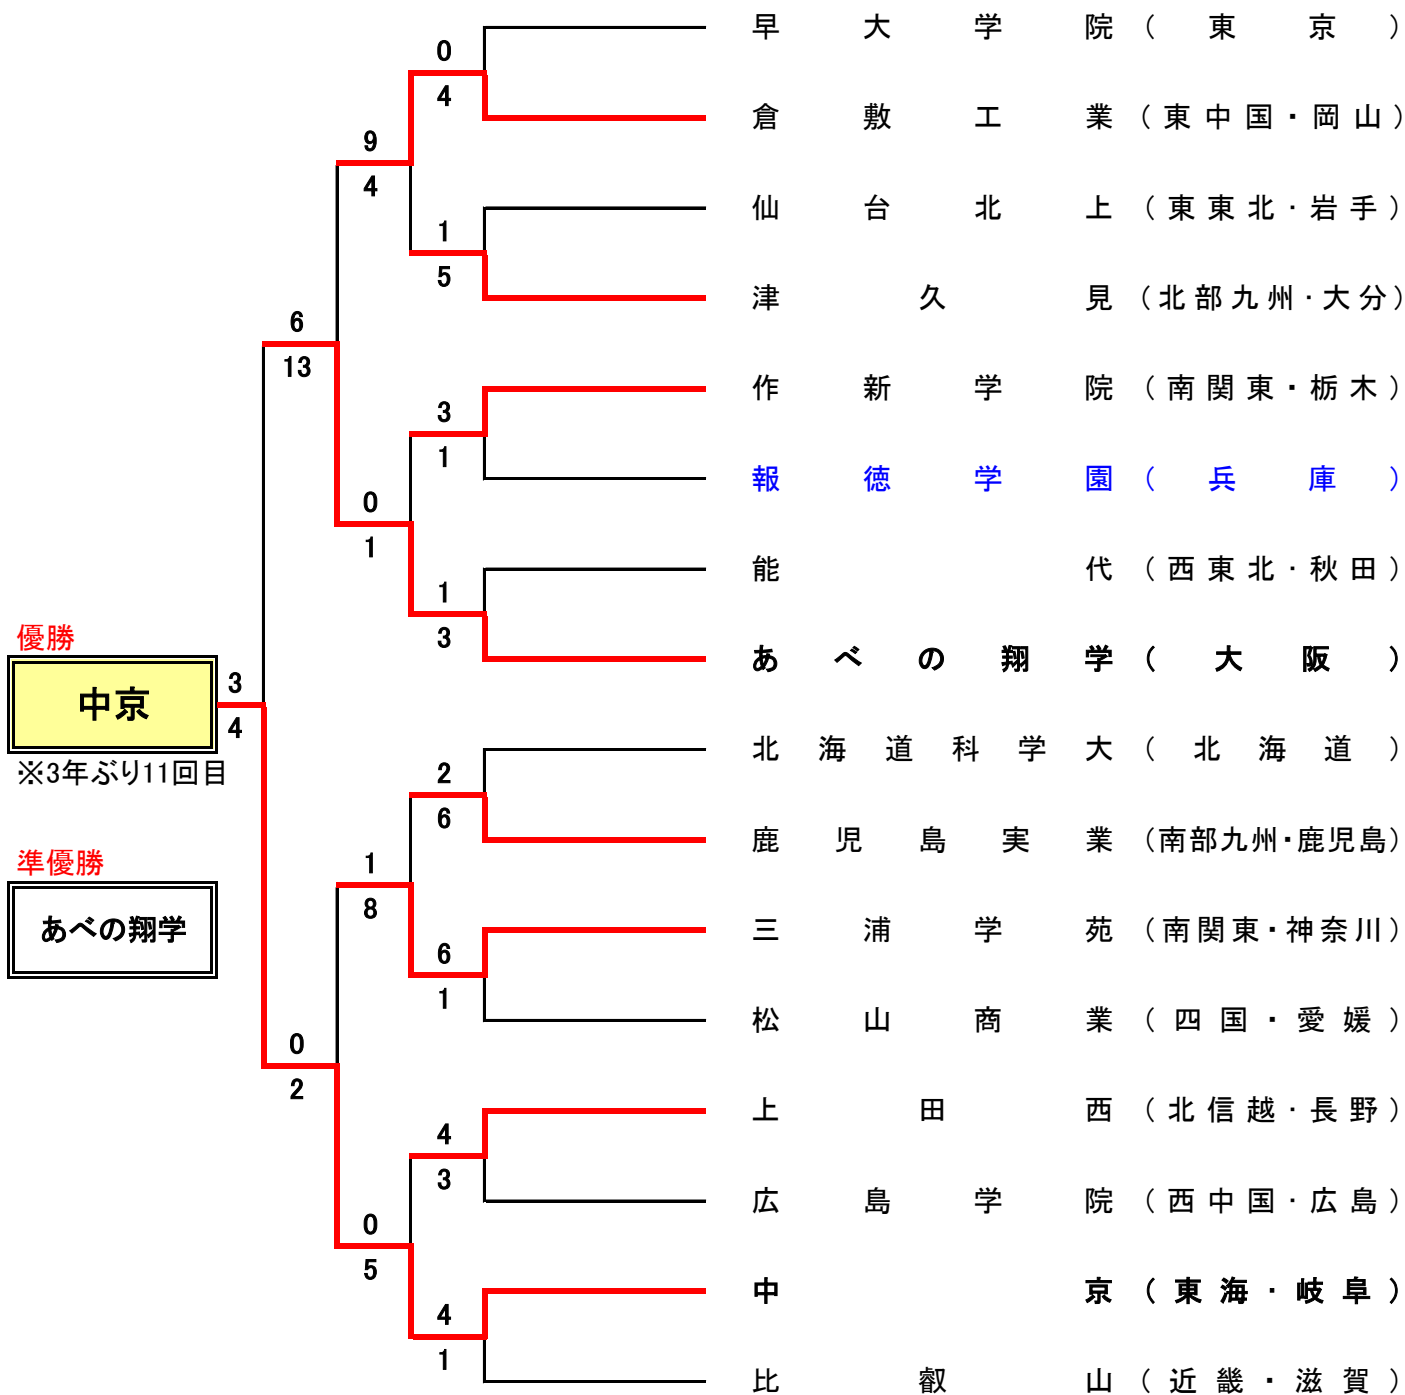 早大学院(東京)
0
4
倉敷工業(東中国・岡山)
9
4
仙台北上(東東北・岩手)
1
5
津久見(北部九州・大分)
6
13
作新学院(南関東・栃木)
3
1
報徳学園(兵庫)
0
1
能代(西東北・秋田)
1
3
あべの翔学(大阪)
優勝
中京
3
4
※3年ぶり11回目
北海道科学大(北海道)
2
6
鹿児島実業(南部九州・鹿児島)
準優勝
あべの翔学
1
8
三浦学苑(南関東・神奈川)
6
1
松山商業(四国・愛媛)
0
2
上田西(北信越・長野)
4
3
広島学院(西中国・広島)
0
5
中京(東海・岐阜)
4
1
比叡山(近畿・滋賀)